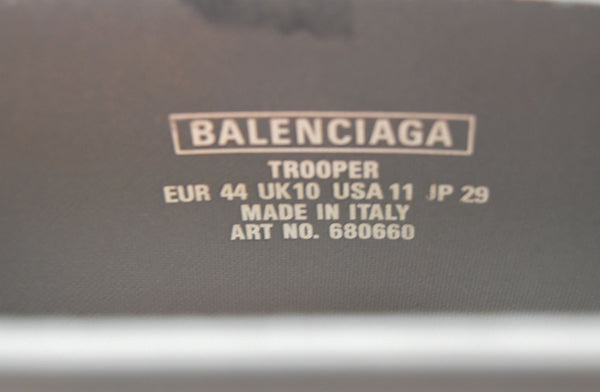 BALENCIAGA
TROOPER
EUR 44 UK10 USA 11 JP 29
MADE IN ITALY
ART NO. 680660